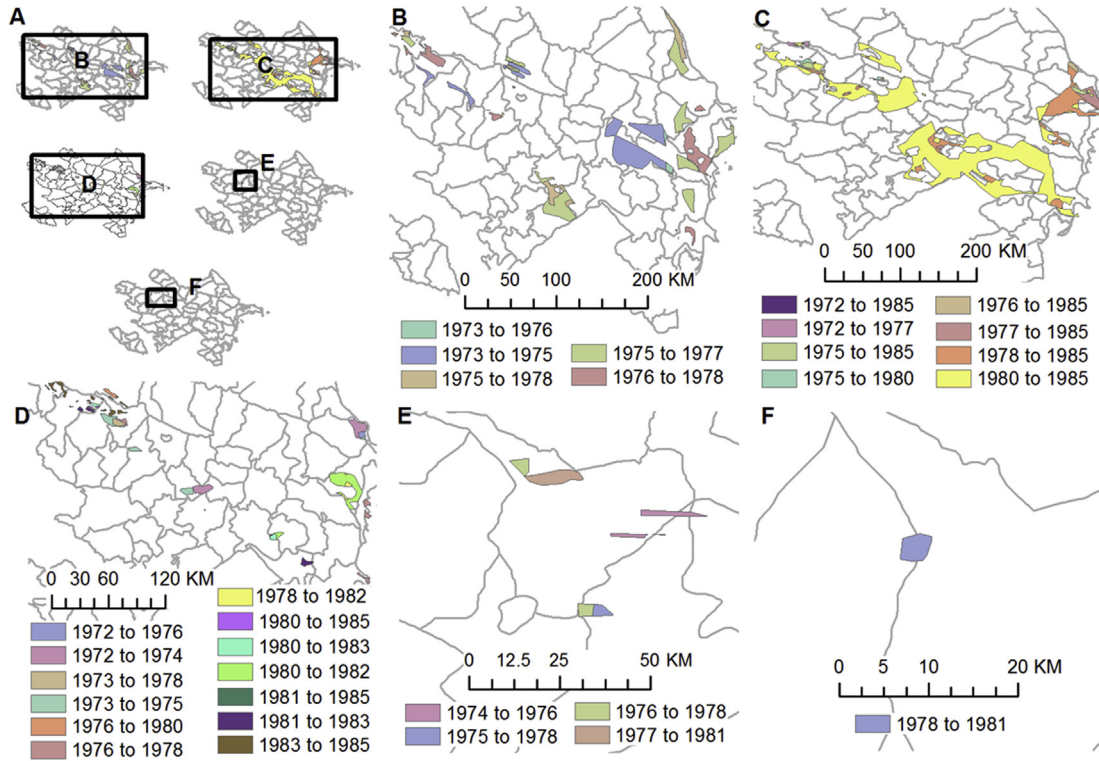 A
B
C
D
E
F
B
0 50 100 200 KM
1973 to 1976
1973 to 1975
1975 to 1978
1975 to 1977
1976 to 1978
C
0 50 100 200 KM
1972 to 1985
1972 to 1977
1975 to 1985
1975 to 1980
1976 to 1985
1977 to 1985
1978 to 1985
1980 to 1985
D
0 30 60 120 KM
1972 to 1976
1972 to 1974
1973 to 1978
1973 to 1975
1976 to 1980
1976 to 1978
1978 to 1982
1980 to 1985
1980 to 1983
1980 to 1982
1981 to 1985
1981 to 1983
1983 to 1985
E
0 12.5 25 50 KM
1974 to 1976
1975 to 1978
1976 to 1978
1977 to 1981
F
0 5 10 20 KM
1978 to 1981